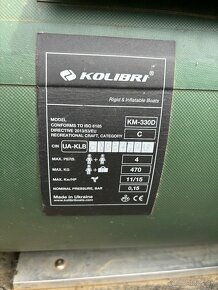 KOLIBRI
Rigid & Inflatable Boats
MODEL KM-330D
CONFORMS TO ISO 6185
DIRECTIVE 2013/53/EU
RECREATIONAL CRAFT, CATEGORY C
CIN UA-KLB
MAX. PERS. 4
MAX. KG 470
MAX. Kw/HP 11/15
NOMINAL PRESSURE, BAR 0,15
Made in Ukraine
www.kolibriboats.com
CE